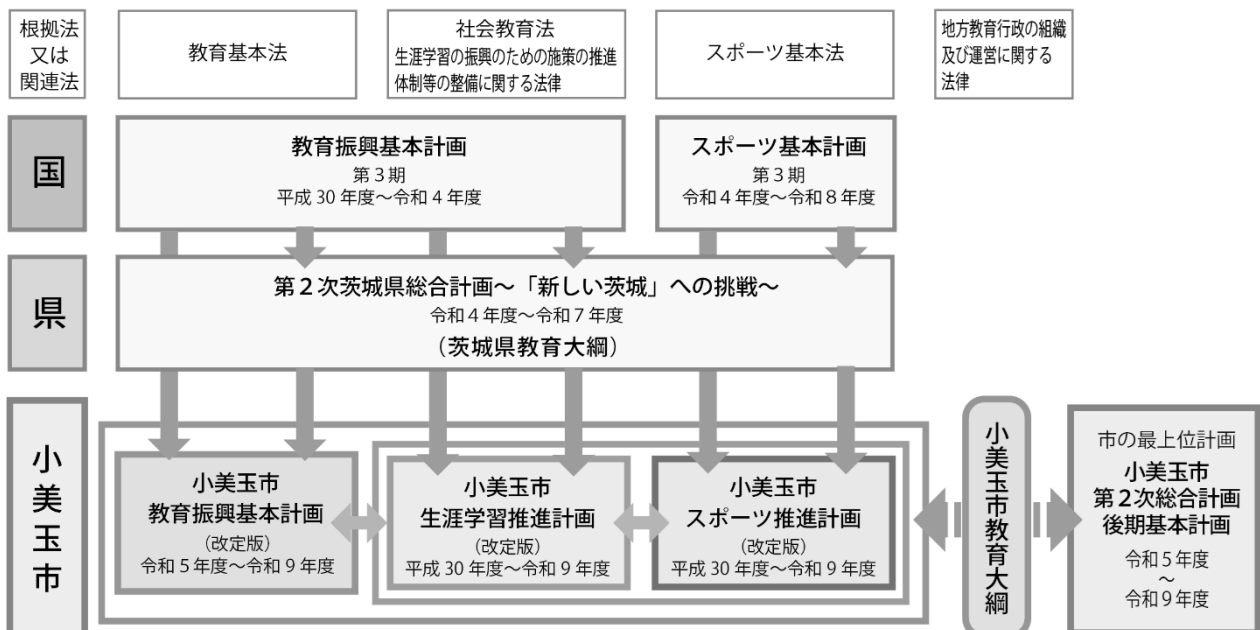 根拠法
又は
関連法
教育基本法
社会教育法
生涯学習の振興のための施策の推進
体制等の整備に関する法律
スポーツ基本法
地方教育行政の組織
及び運営に関する
法律
国
教育振興基本計画
第3期
平成30年度～令和4年度
スポーツ基本計画
第3期
令和4年度～令和8年度
県
第2次茨城県総合計画～「新しい茨城」への挑戦～
令和4年度～令和7年度
（茨城県教育大綱）
小美玉市
小美玉市
教育振興基本計画
（改定版）
令和5年度～令和9年度
小美玉市
生涯学習推進計画
（改定版）
平成30年度～令和9年度
小美玉市
スポーツ推進計画
（改定版）
平成30年度～令和9年度
小美玉市教育大綱
市の最上位計画
小美玉市
第2次総合計画
後期基本計画
令和5年度
～
令和9年度